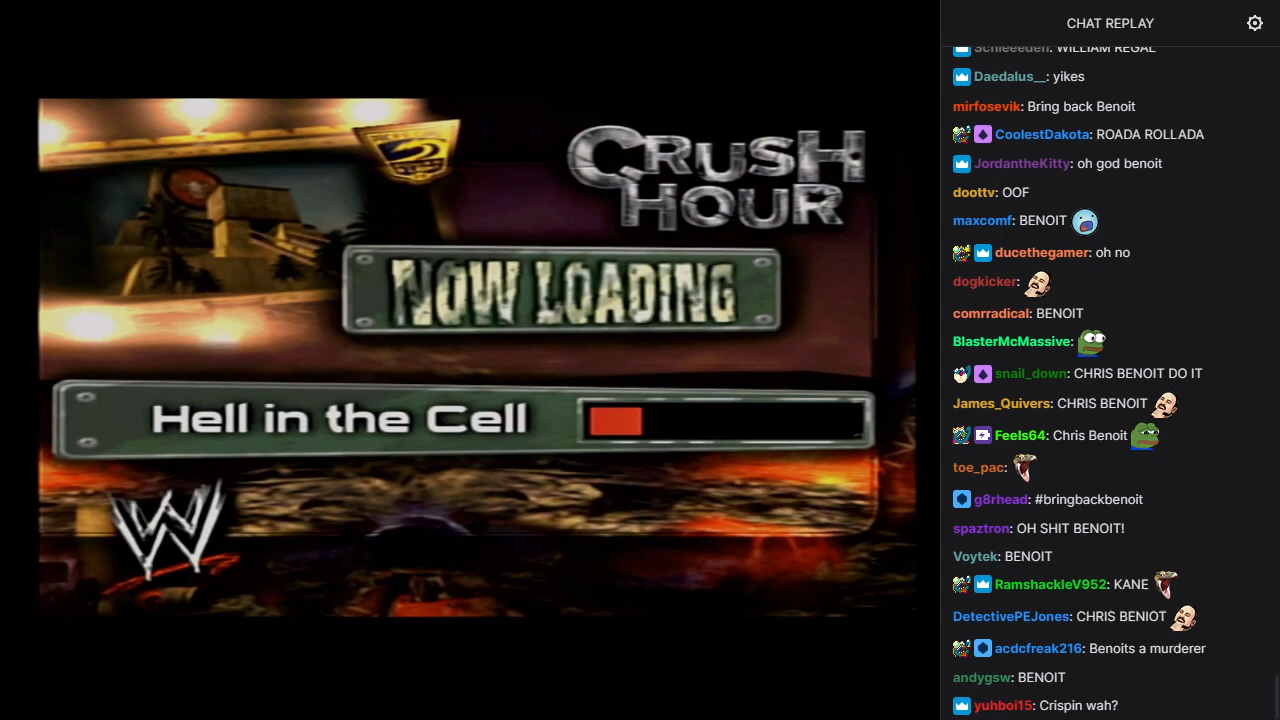 CRUSH
HOUR
NOW LOADING
Hell in the Cell
W
CHAT REPLAY
Schleeeden: WILLIAM REGAL
Daedalus__: yikes
mirfosevik: Bring back Benoit
CoolestDakota: ROADA ROLLADA
JordantheKitty: oh god benoit
doottv: OOF
maxcomf: BENOIT
ducethegamer: oh no
dogkicker:
comrradical: BENOIT
BlasterMcMassive:
snail_down: CHRIS BENOIT DO IT
James_Quivers: CHRIS BENOIT
Feels64: Chris Benoit
toe_pac:
g8rhead: #bringbackbenoit
spaztron: OH SHIT BENOIT!
Voytek: BENOIT
RamshackleV952: KANE
DetectivePEJones: CHRIS BENIOT
acdcfreak216: Benoits a murderer
andygsw: BENOIT
yuhboi15: Crispin wah?